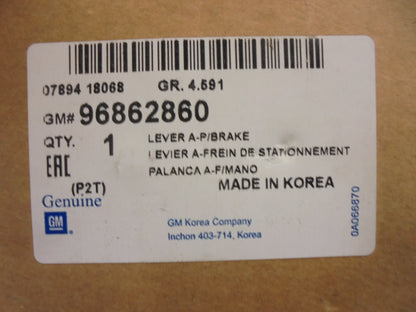 07894 18068 GR. 4.591
GM# 96862860
QTY. 1 LEVER A-P/BRAKE
LEVIER A-FREIN DE STATIONNEMENT
EAC PALANCA A-F/MANO
(P2T) MADE IN KOREA
Genuine
GM
GM Korea Company
Inchon 403-714, Korea
0A066870